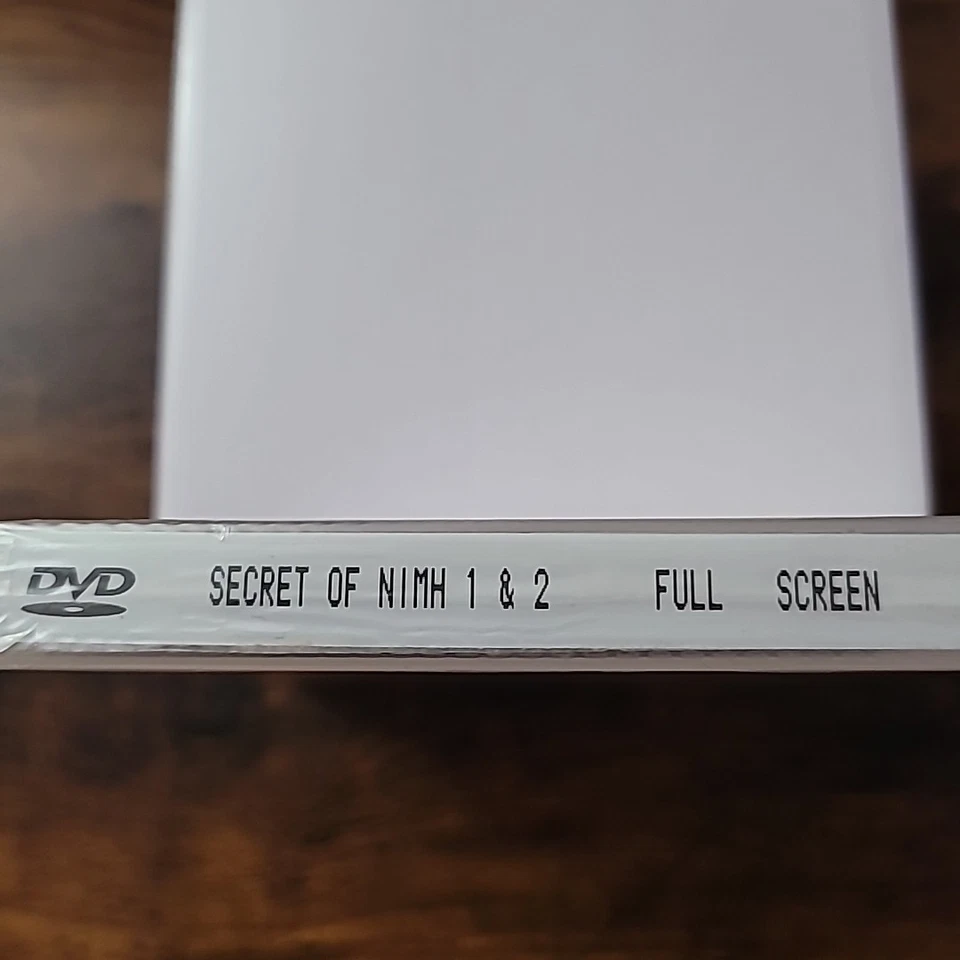 DVD SECRET OF NIMH 1 & 2 FULL SCREEN